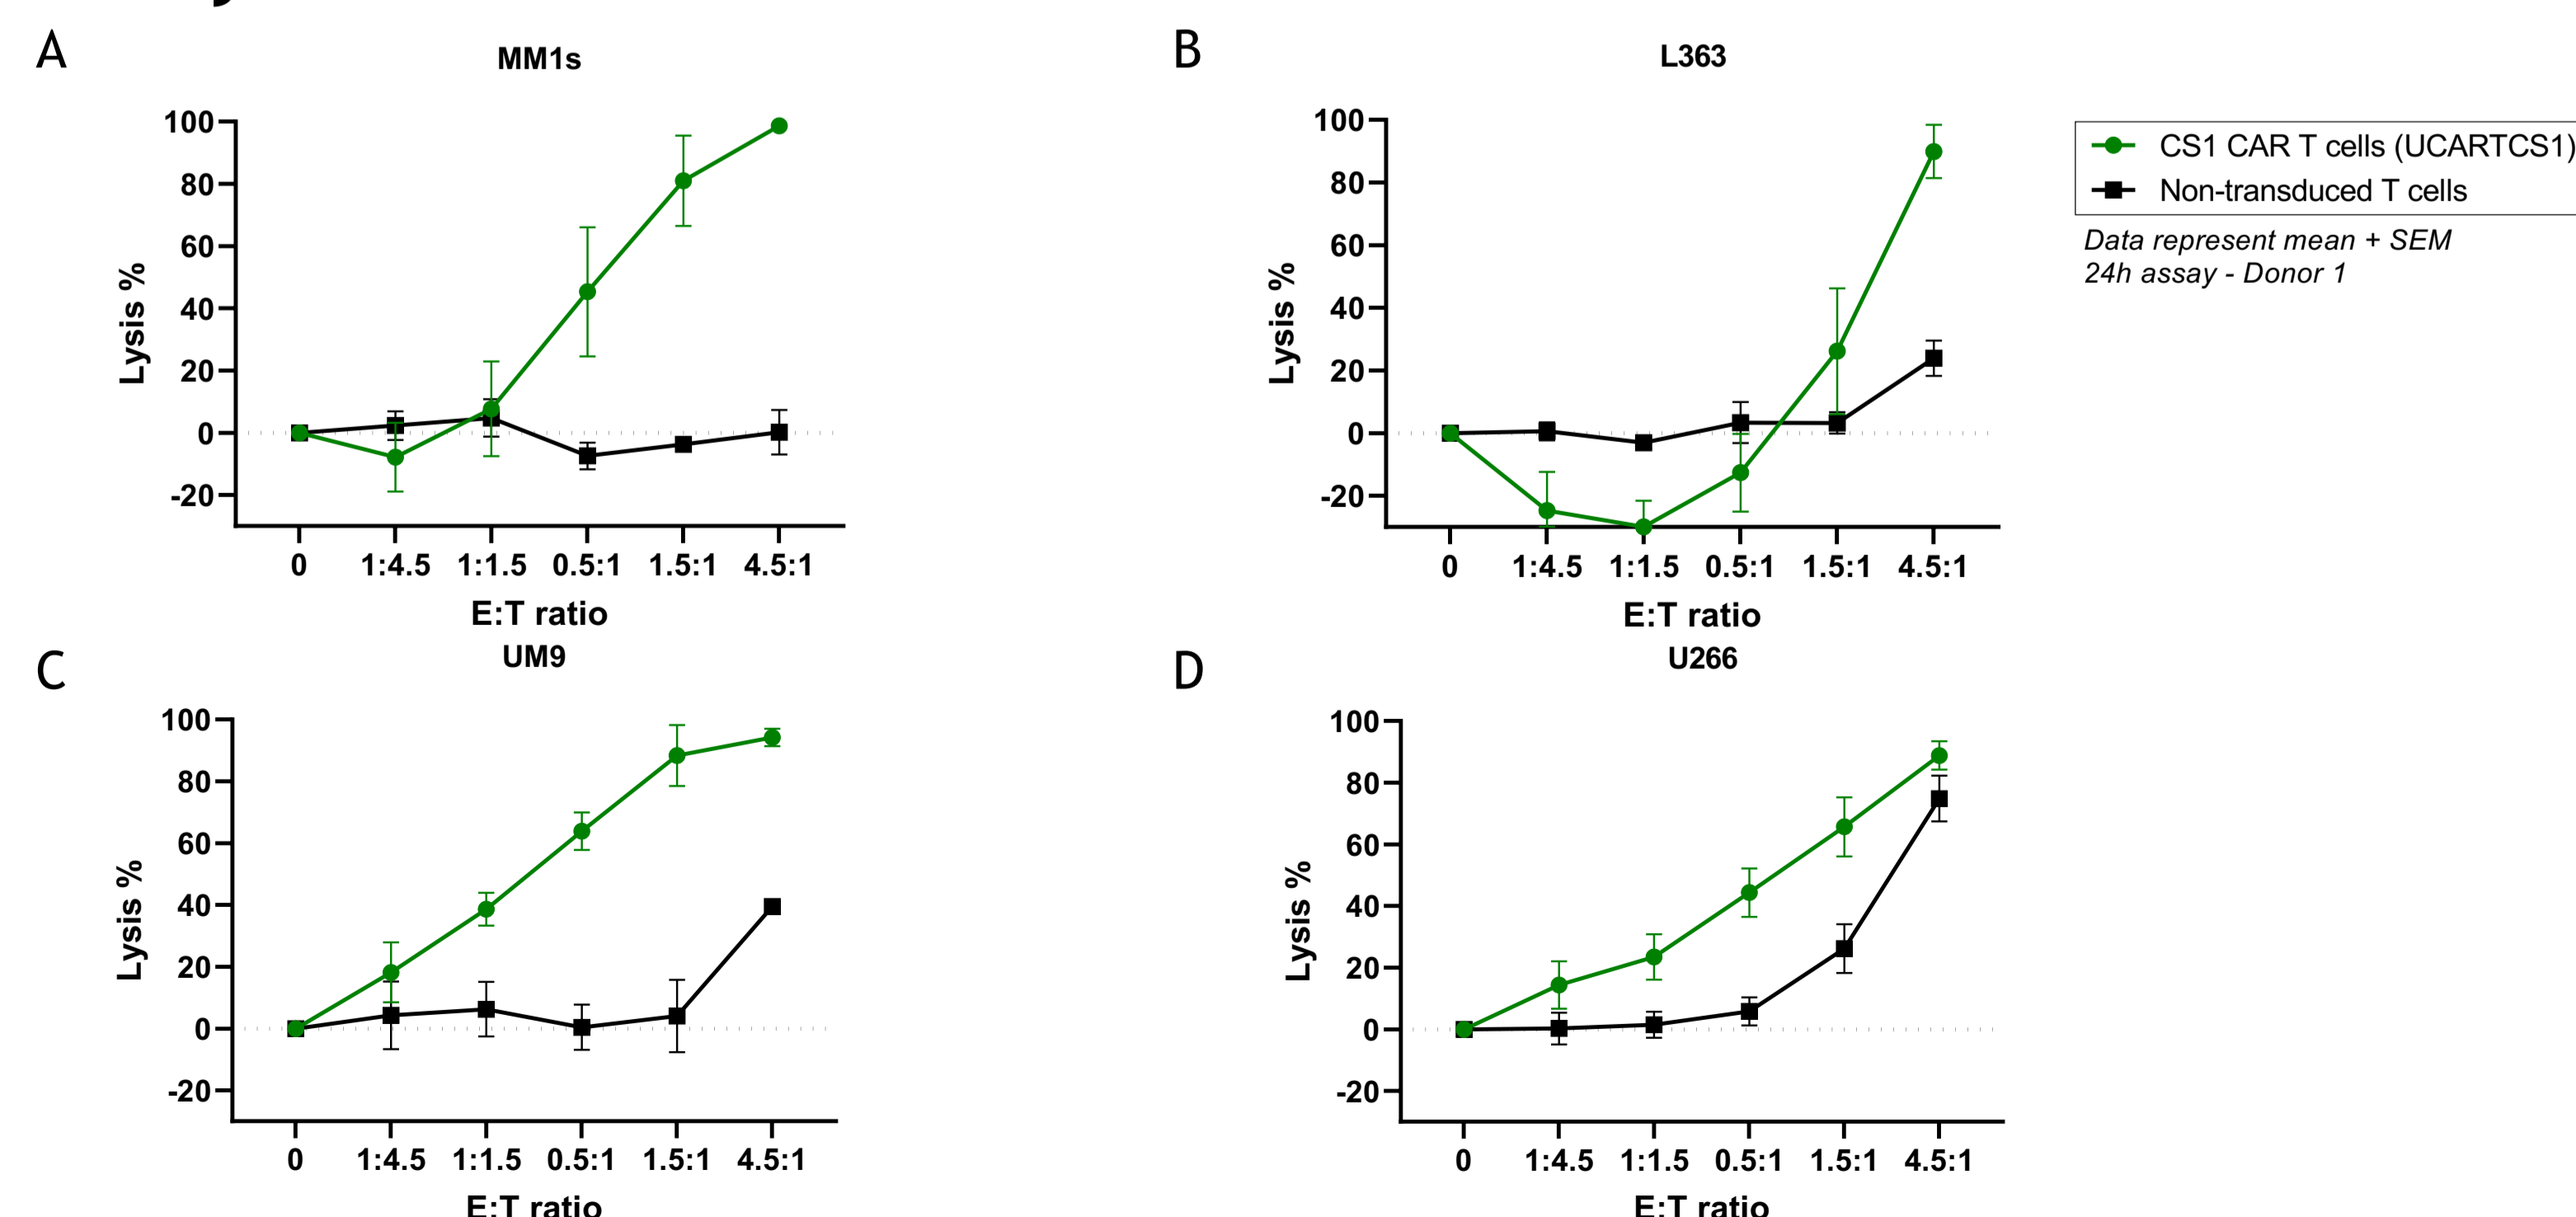 A
MM1s
100
80
60
40
20
0
-20
Lysis %
0 1:4.5 1:1.5 0.5:1 1.5:1 4.5:1
E:T ratio
B
L363
100
80
60
40
20
0
-20
Lysis %
0 1:4.5 1:1.5 0.5:1 1.5:1 4.5:1
E:T ratio
CS1 CAR T cells (UCARTCS1)
Non-transduced T cells
Data represent mean + SEM
24h assay - Donor 1
C
UM9
100
80
60
40
20
0
-20
Lysis %
0 1:4.5 1:1.5 0.5:1 1.5:1 4.5:1
E:T ratio
D
U266
100
80
60
40
20
0
-20
Lysis %
0 1:4.5 1:1.5 0.5:1 1.5:1 4.5:1
E:T ratio